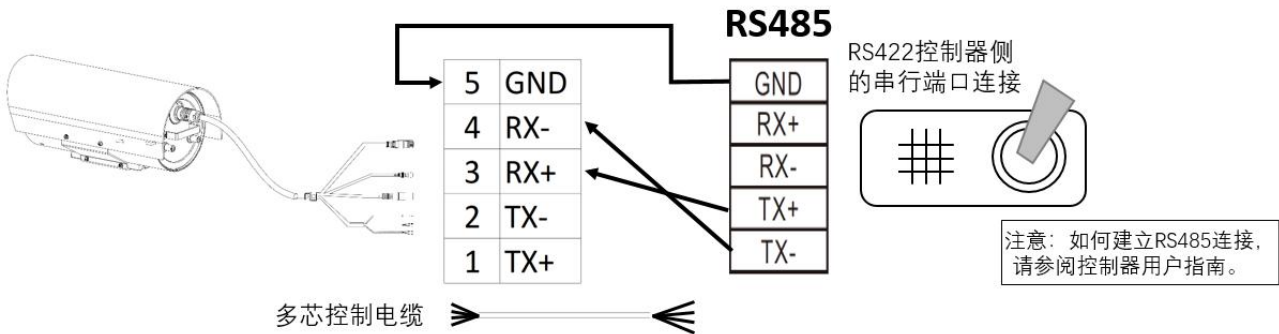 RS485
RS422控制器侧
的串行端口连接
5 GND
4 RX-
3 RX+
2 TX-
1 TX+
GND
RX+
RX-
TX+
TX-
注意：如何建立RS485连接，
请参阅控制器用户指南。
多芯控制电缆